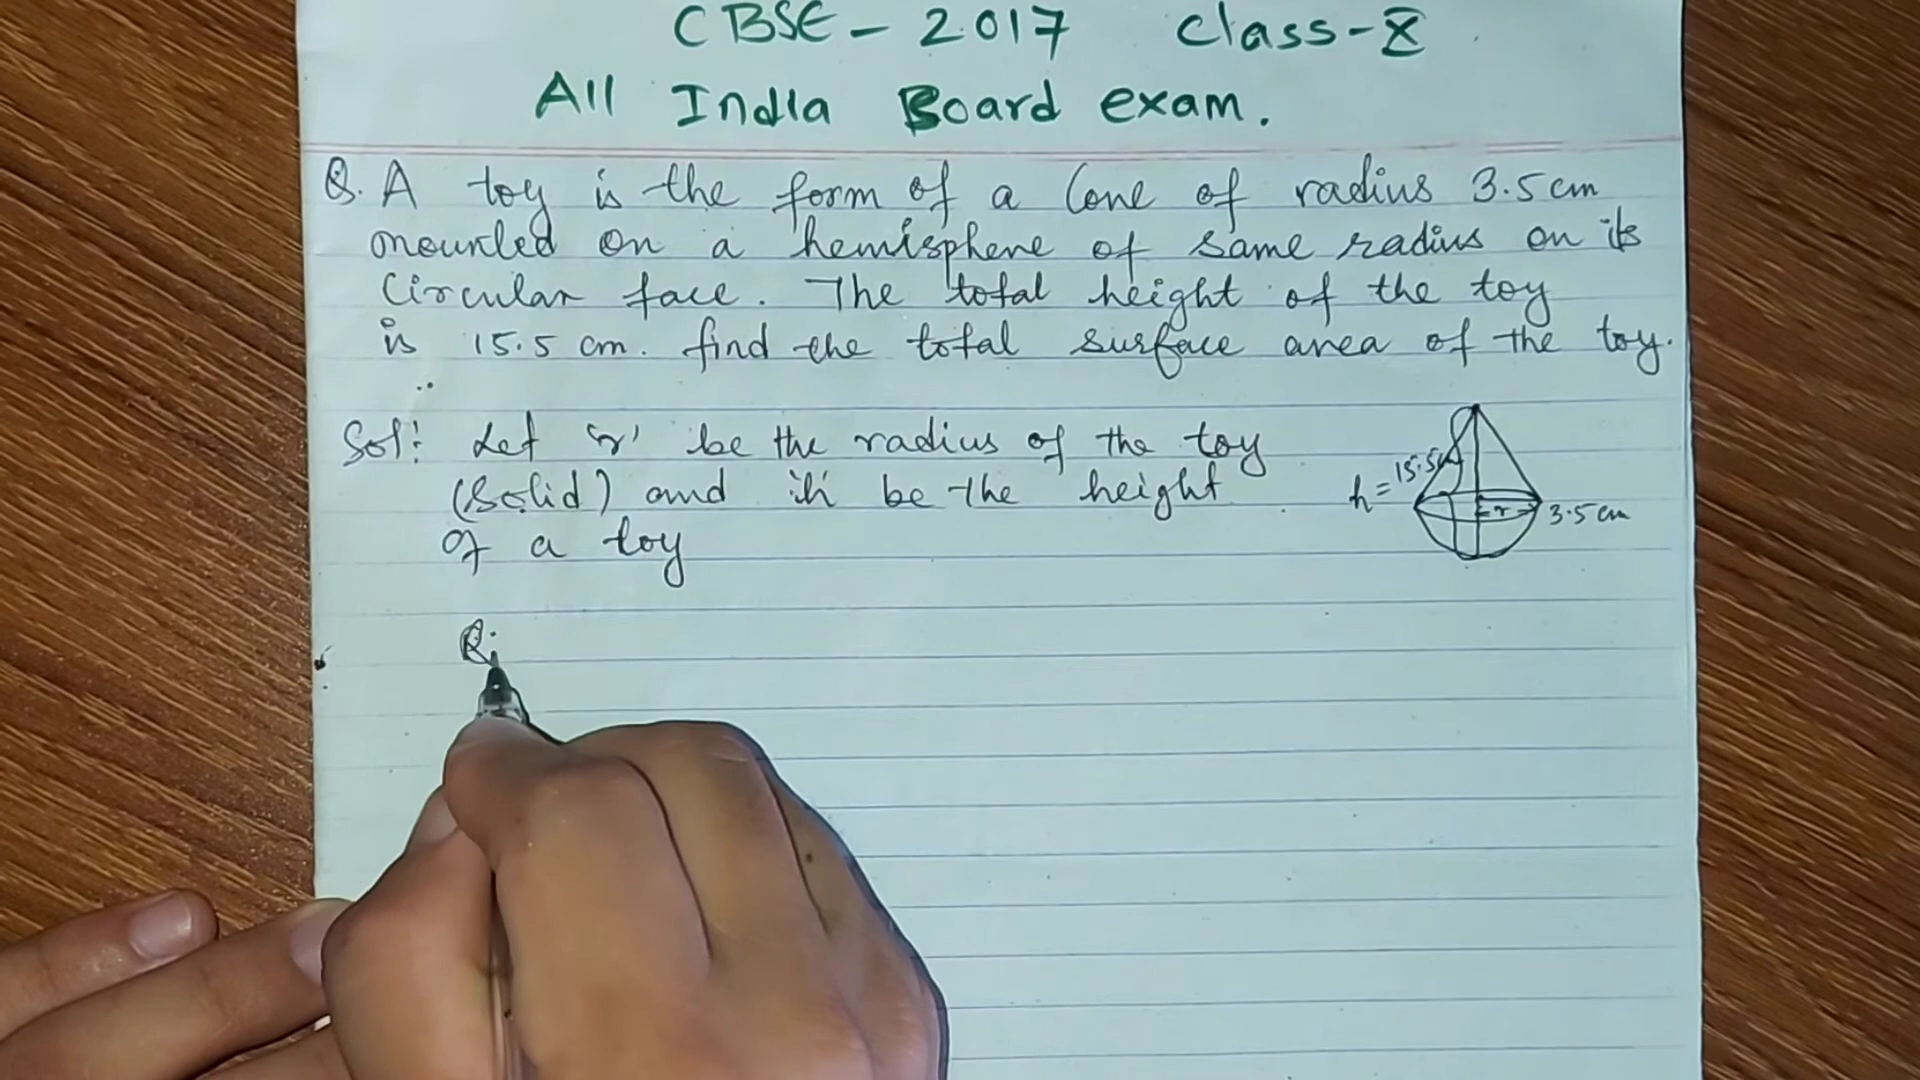 CBSE - 2017 Class-X
All India Board exam.
Q. A toy is the form of a Cone of radius 3.5 cm
mounted on a hemisphere of same radius on its
Circular face. The total height of the toy
is 15.5 cm. find the total surface area of the toy.
Sol: Let 'r' be the radius of the toy
(Solid) and 'h' be the height
of a toy
h = 15.5cm
r
3.5 cm